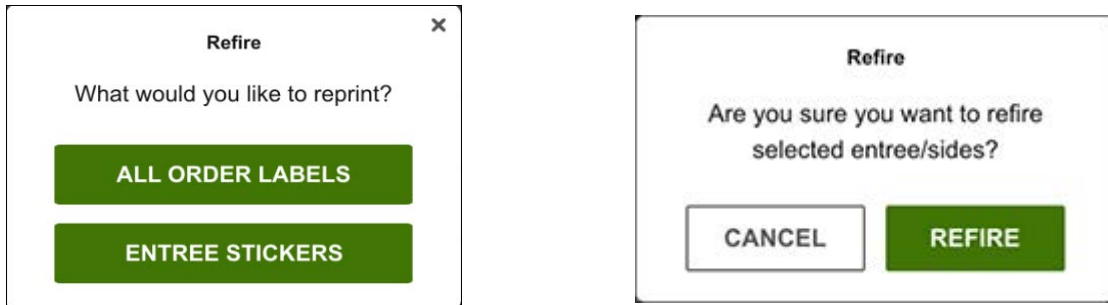 Refire
What would you like to reprint?
ALL ORDER LABELS
ENTREE STICKERS
Refire
Are you sure you want to refire
selected entree/sides?
CANCEL
REFIRE